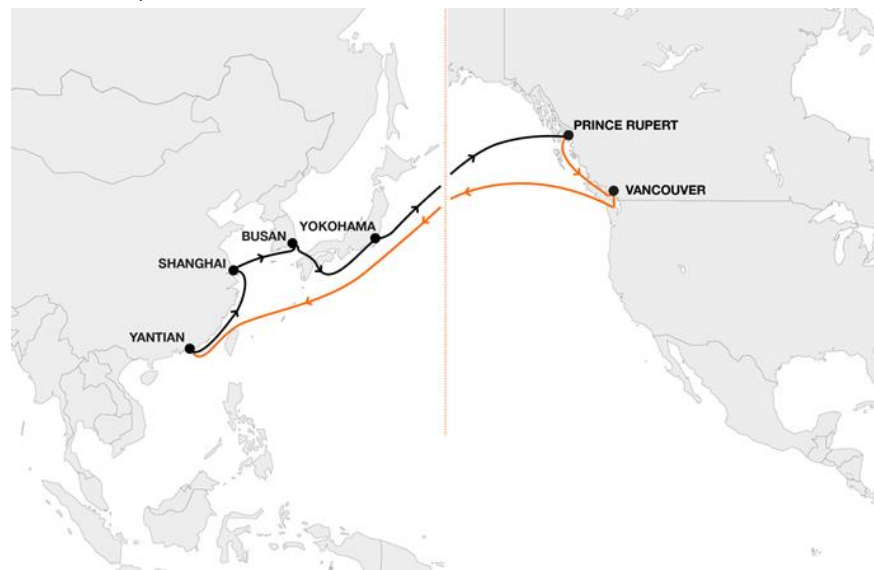 PRINCE RUPERT
VANCOUVER
YOKOHAMA
BUSAN
SHANGHAI
YANTIAN